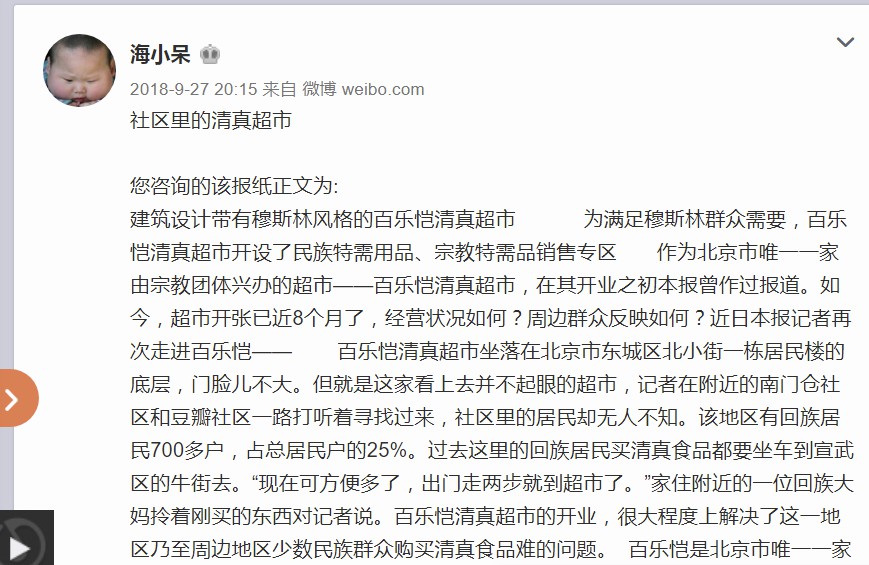 海小呆
2018-9-27 20:15 来自 微博 weibo.com
社区里的清真超市
您咨询的该报纸正文为:
建筑设计带有穆斯林风格的百乐恺清真超市 为满足穆斯林群众需要，百乐
恺清真超市开设了民族特需用品、宗教特需品销售专区 作为北京市唯一一家
由宗教团体兴办的超市——百乐恺清真超市，在其开业之初本报曾作过报道。如
今，超市开张已近8个月了，经营状况如何？周边群众反映如何？近日本报记者再
次走进百乐恺—— 百乐恺清真超市坐落在北京市东城区北小街一栋居民楼的
底层，门脸儿不大。但就是这家看上去并不起眼的超市，记者在附近的南门仓社
区和豆瓣社区一路打听着寻找过来，社区里的居民却无人不知。该地区有回族居
民700多户，占总居民户的25%。过去这里的回族居民买清真食品都要坐车到宣武
区的牛街去。“现在可方便多了，出门走两步就到超市了。”家住附近的一位回族大
妈拎着刚买的东西对记者说。百乐恺清真超市的开业，很大程度上解决了这一地
区乃至周边地区少数民族群众购买清真食品难的问题。 百乐恺是北京市唯一一家